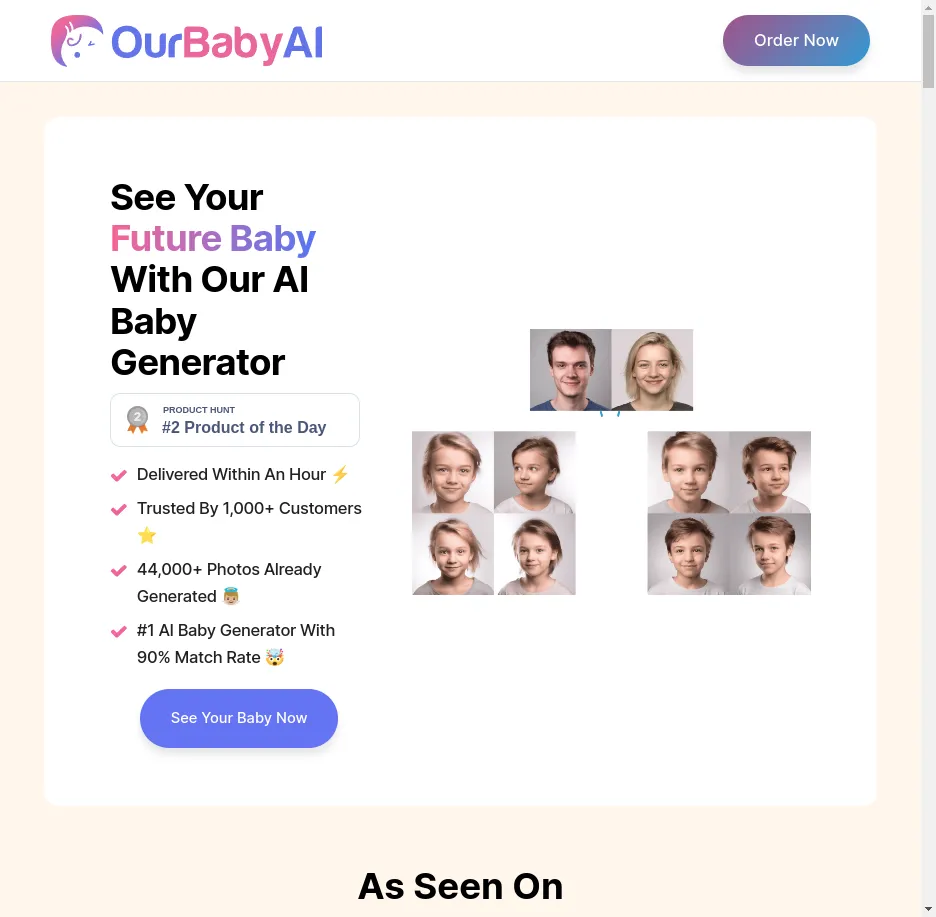 OurBabyAI
Order Now
See Your
Future Baby
With Our AI
Baby
Generator
2
PRODUCT HUNT
#2 Product of the Day
Delivered Within An Hour ⚡
Trusted By 1,000+ Customers
⭐
44,000+ Photos Already
Generated 👼🏼
#1 AI Baby Generator With
90% Match Rate 🤯
See Your Baby Now
As Seen On